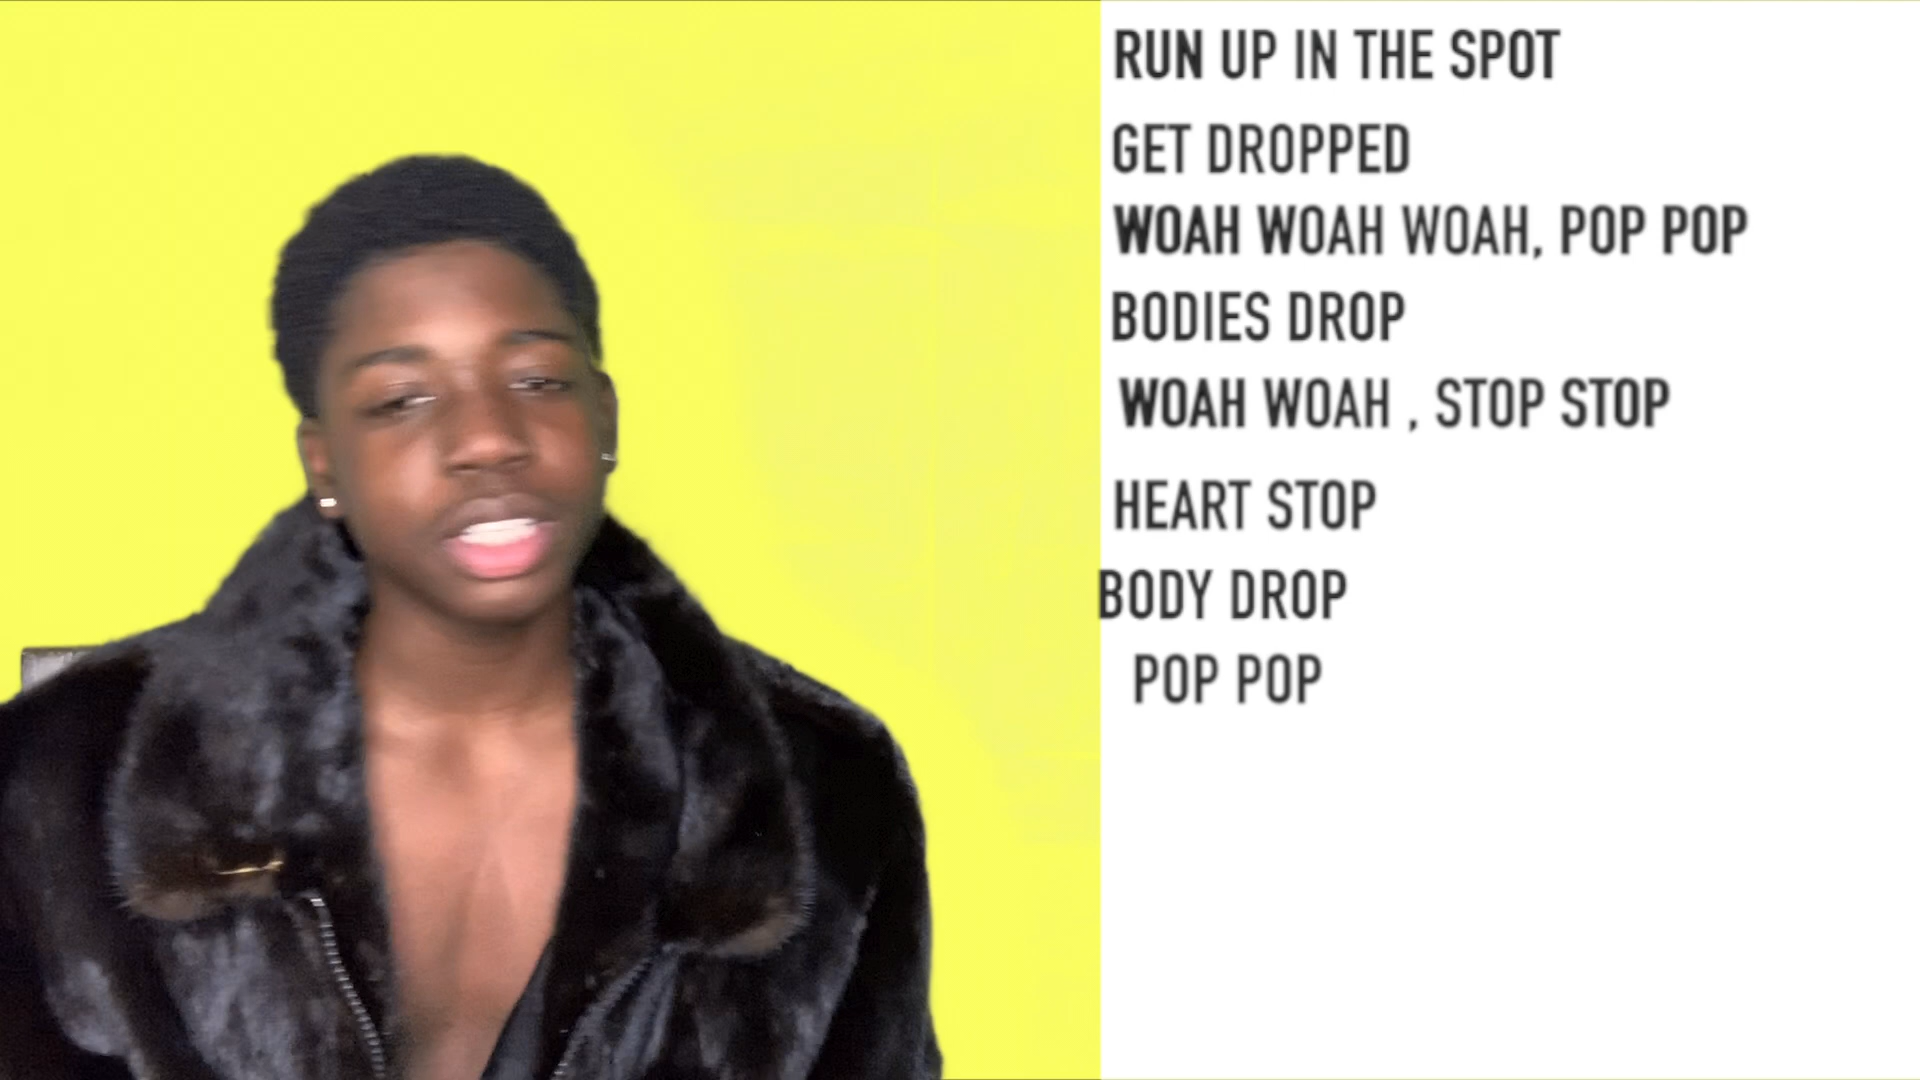 RUN UP IN THE SPOT
GET DROPPED
WOAH WOAH WOAH, POP POP
BODIES DROP
WOAH WOAH , STOP STOP
HEART STOP
BODY DROP
POP POP